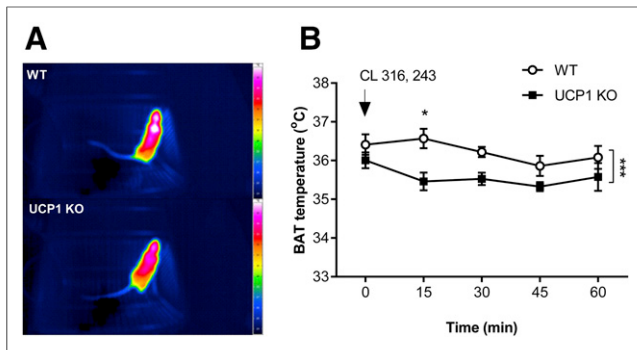 A
WT
UCP1 KO
B
CL 316, 243
WT
UCP1 KO
*
***
BAT temperature (°C)
38
37
36
35
34
33
0 15 30 45 60
Time (min)